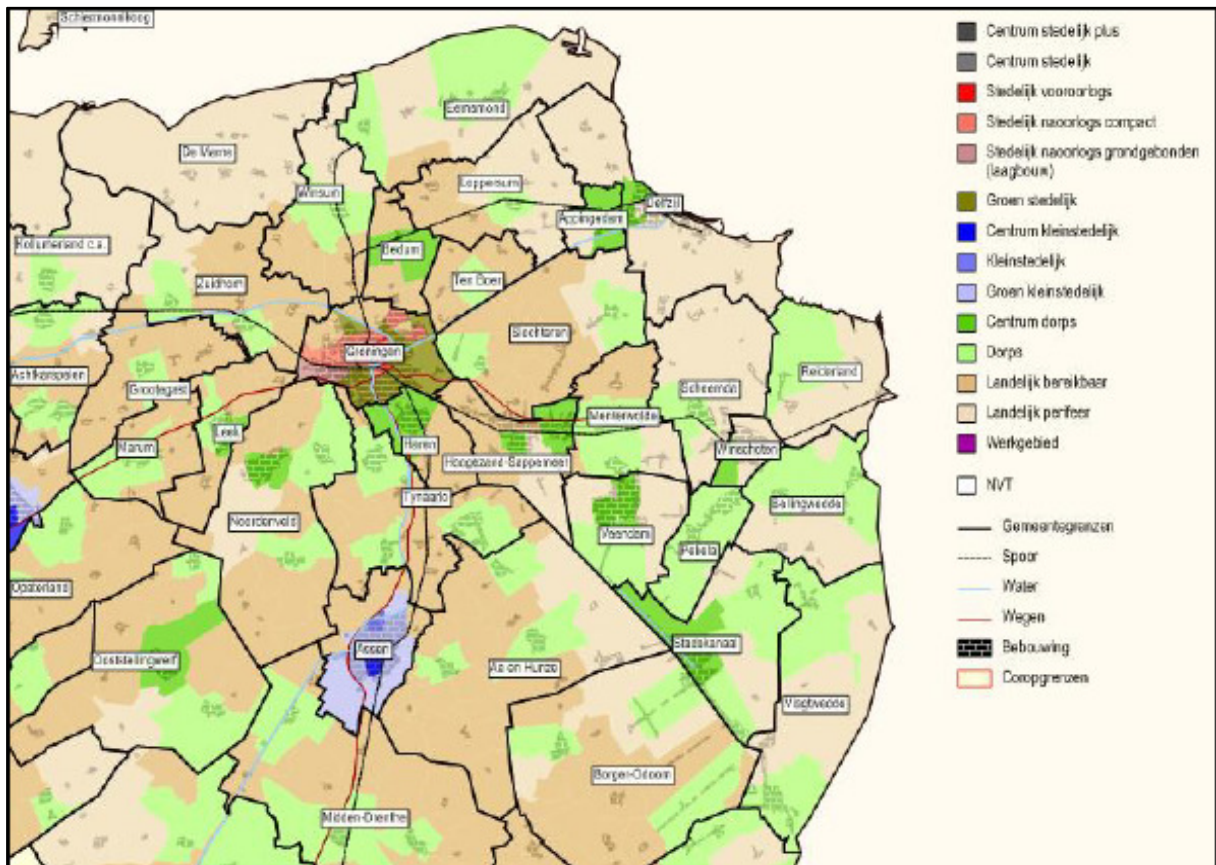 Schiermonnikoog
Eemsmond
De Marne
Winsum
Loppersum
Delfzijl
Appingedam
Kollumerland c.a.
Bedum
Ten Boer
Zuidhorn
Slochteren
Groningen
Achtkarspelen
Grootegast
Scheemda
Reiderland
Menterwolde
Leek
Haren
Marum
Hoogezand-Sappemeer
Winschoten
Tynaarlo
Bellingwedde
Noordenveld
Veendam
Pekela
Opsterland
Assen
Stadskanaal
Ooststellingwerf
Aa en Hunze
Vlagtwedde
Borger-Odoorn
Midden-Drenthe
Centrum stedelijk plus
Centrum stedelijk
Stedelijk vooroorlogs
Stedelijk naoorlogs compact
Stedelijk naoorlogs grondgebonden
(laagbouw)
Groen stedelijk
Centrum kleinstedelijk
Kleinstedelijk
Groen kleinstedelijk
Centrum dorps
Dorps
Landelijk bereikbaar
Landelijk perifeer
Werkgebied
NVT
Gemeentegrenzen
Spoor
Water
Wegen
Bebouwing
Coropgrenzen